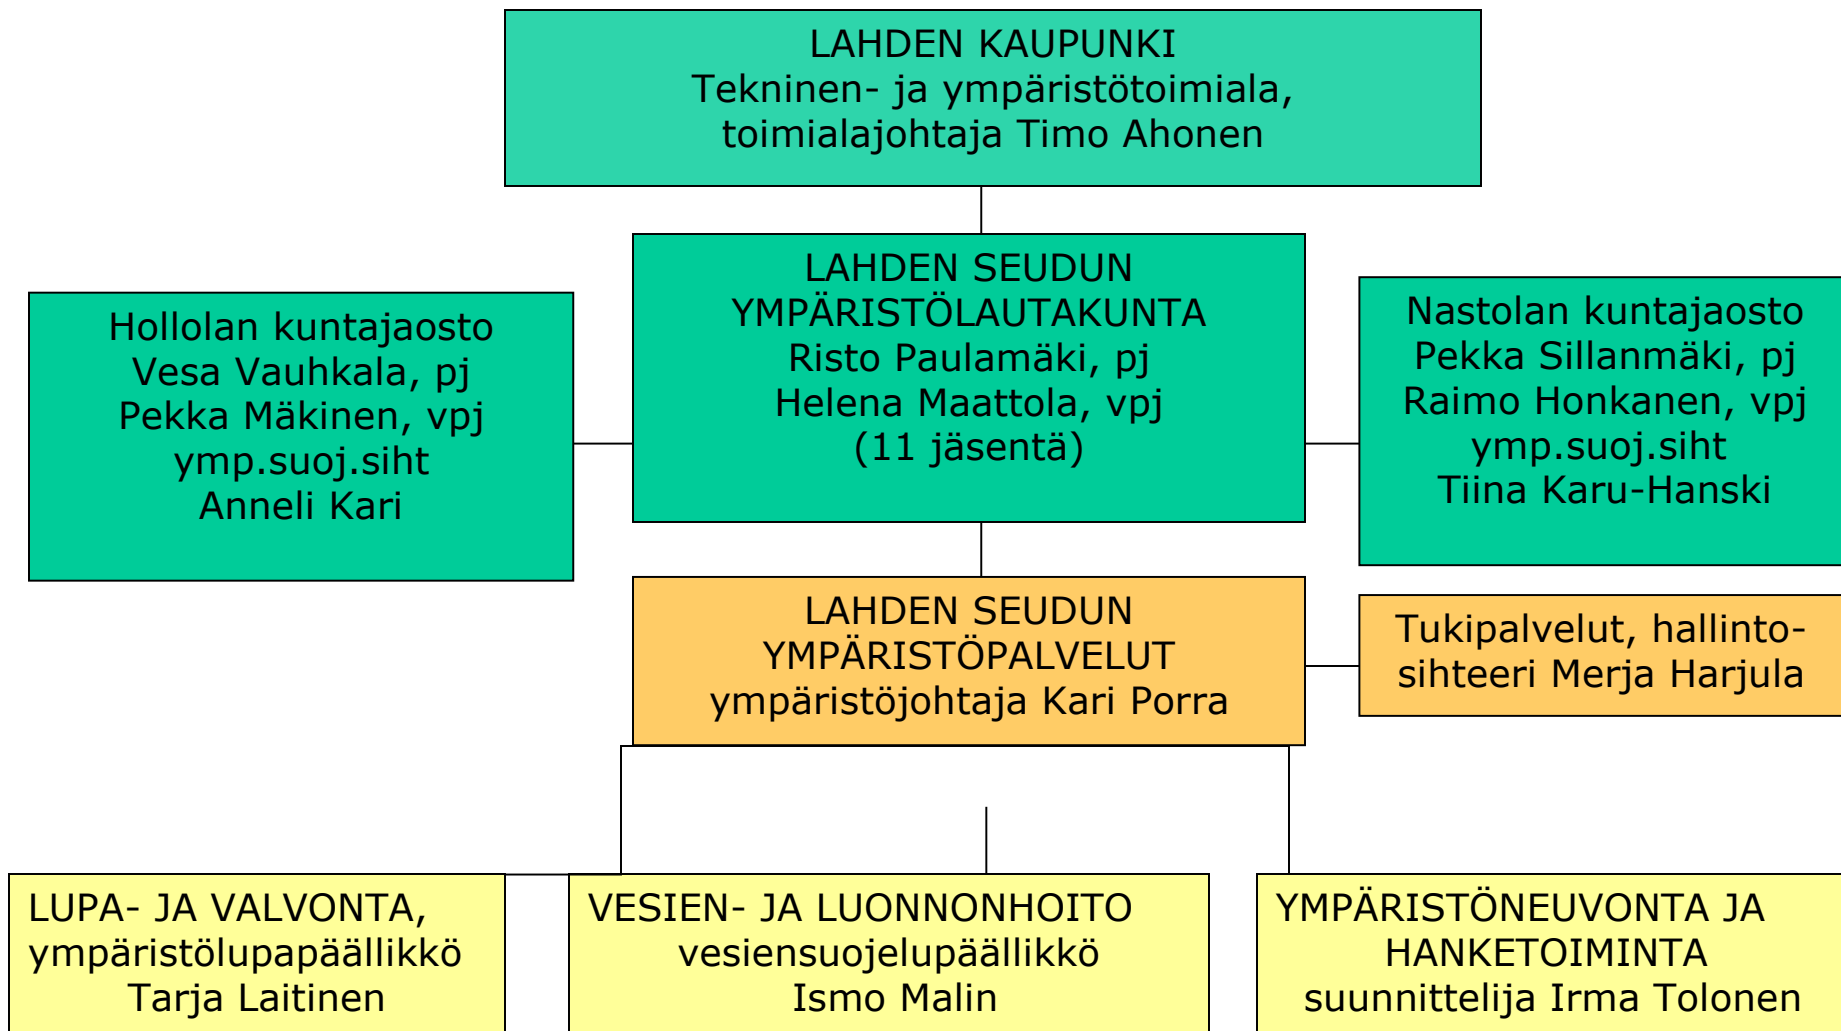 LAHDEN KAUPUNKI
Tekninen- ja ympäristötoimiala,
toimialajohtaja Timo Ahonen
LAHDEN SEUDUN
YMPÄRISTÖLAUTAKUNTA
Risto Paulamäki, pj
Helena Maattola, vpj
(11 jäsentä)
Hollolan kuntajaosto
Vesa Vauhkala, pj
Pekka Mäkinen, vpj
ymp.suoj.siht
Anneli Kari
Nastolan kuntajaosto
Pekka Sillanmäki, pj
Raimo Honkanen, vpj
ymp.suoj.siht
Tiina Karu-Hanski
LAHDEN SEUDUN
YMPÄRISTÖPALVELUT
ympäristöjohtaja Kari Porra
Tukipalvelut, hallinto-
sihteeri Merja Harjula
LUPA- JA VALVONTA,
ympäristölupapäällikkö
Tarja Laitinen
VESIEN- JA LUONNONHOITO
vesiensuojelupäällikkö
Ismo Malin
YMPÄRISTÖNEUVONTA JA
HANKETOIMINTA
suunnittelija Irma Tolonen